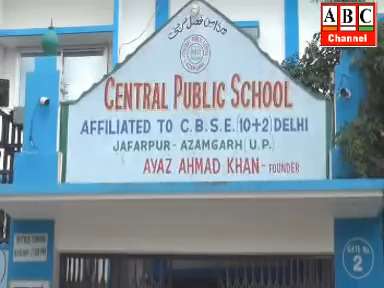 ABC
Channel
CENTRAL PUBLIC SCHOOL
AFFILIATED TO C.B.S.E.(10+2) DELHI
JAFARPUR - AZAMGARH (U.P.)
AYAZ AHMAD KHAN - FOUNDER
GATE No.
2